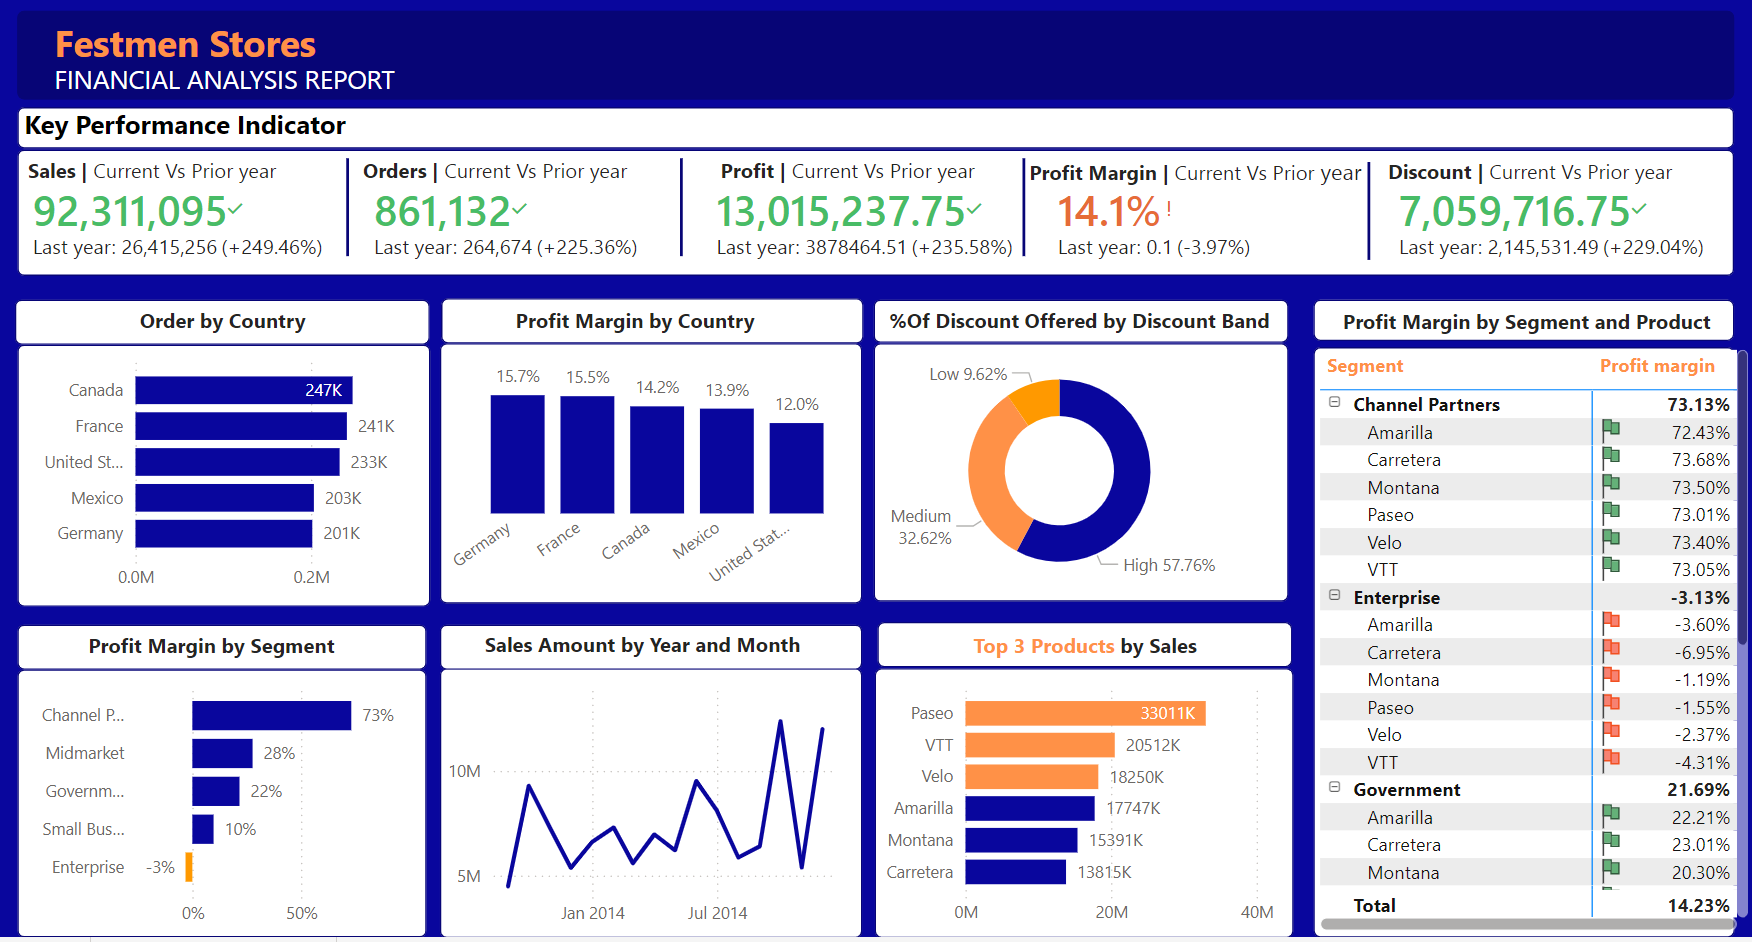 Festmen Stores
FINANCIAL ANALYSIS REPORT
Key Performance Indicator
Sales | Current Vs Prior year
92,311,095
Last year: 26,415,256 (+249.46%)
Orders | Current Vs Prior year
861,132
Last year: 264,674 (+225.36%)
Profit | Current Vs Prior year
13,015,237.75
Last year: 3878464.51 (+235.58%)
Profit Margin | Current Vs Prior year
14.1% !
Last year: 0.1 (-3.97%)
Discount | Current Vs Prior year
7,059,716.75
Last year: 2,145,531.49 (+229.04%)
Order by Country
Canada 247K
France 241K
United St... 233K
Mexico 203K
Germany 201K
0.0M 0.2M
Profit Margin by Country
15.7% 15.5% 14.2% 13.9% 12.0%
Germany France Canada Mexico United Stat...
%Of Discount Offered by Discount Band
Low 9.62%
Medium
32.62%
High 57.76%
Profit Margin by Segment and Product
Segment Profit margin
Channel Partners 73.13%
Amarilla 72.43%
Carretera 73.68%
Montana 73.50%
Paseo 73.01%
Velo 73.40%
VTT 73.05%
Enterprise -3.13%
Amarilla -3.60%
Carretera -6.95%
Montana -1.19%
Paseo -1.55%
Velo -2.37%
VTT -4.31%
Government 21.69%
Amarilla 22.21%
Carretera 23.01%
Montana 20.30%
Total 14.23%
Profit Margin by Segment
Channel P... 73%
Midmarket 28%
Governm... 22%
Small Bus... 10%
Enterprise -3%
0% 50%
Sales Amount by Year and Month
10M
5M
Jan 2014 Jul 2014
Top 3 Products by Sales
Paseo 33011K
VTT 20512K
Velo 18250K
Amarilla 17747K
Montana 15391K
Carretera 13815K
0M 20M 40M